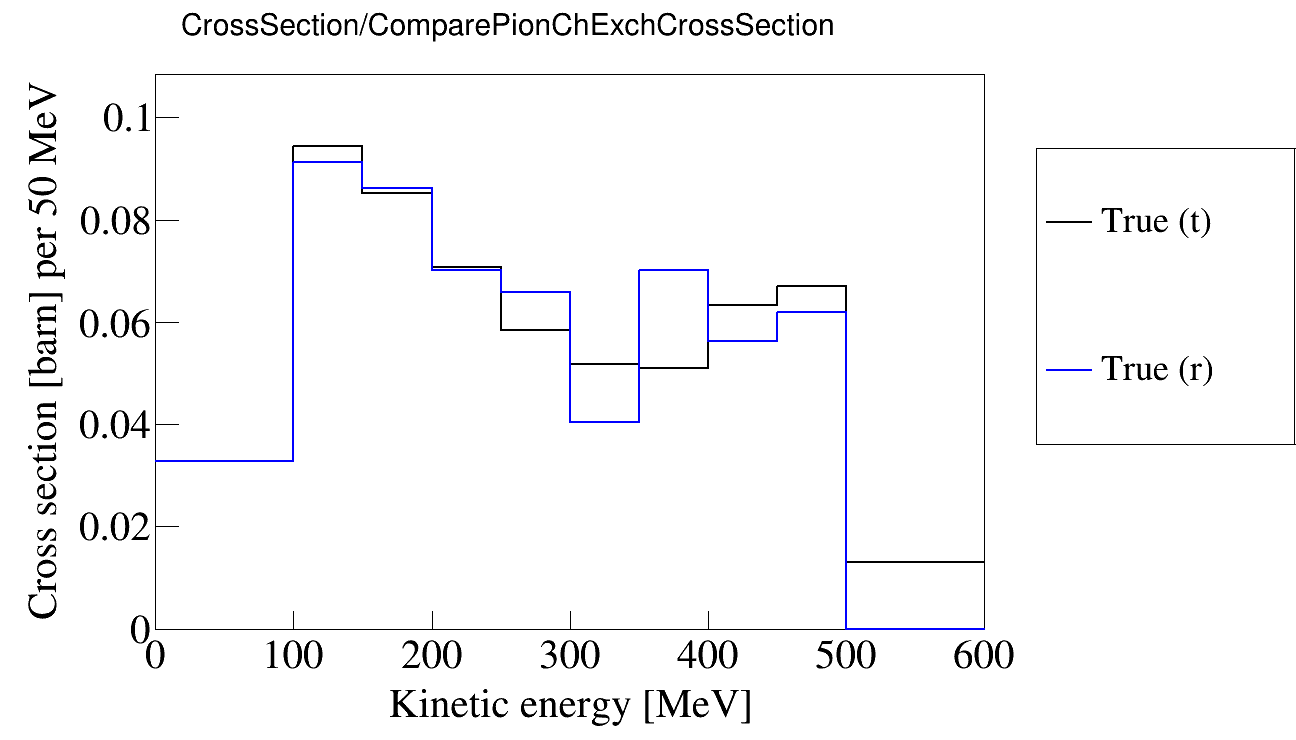 CrossSection/ComparePionChExchCrossSection
Cross section [barn] per 50 MeV
0.1
0.08
0.06
0.04
0.02
0
0 100 200 300 400 500 600
Kinetic energy [MeV]
True (t)
True (r)